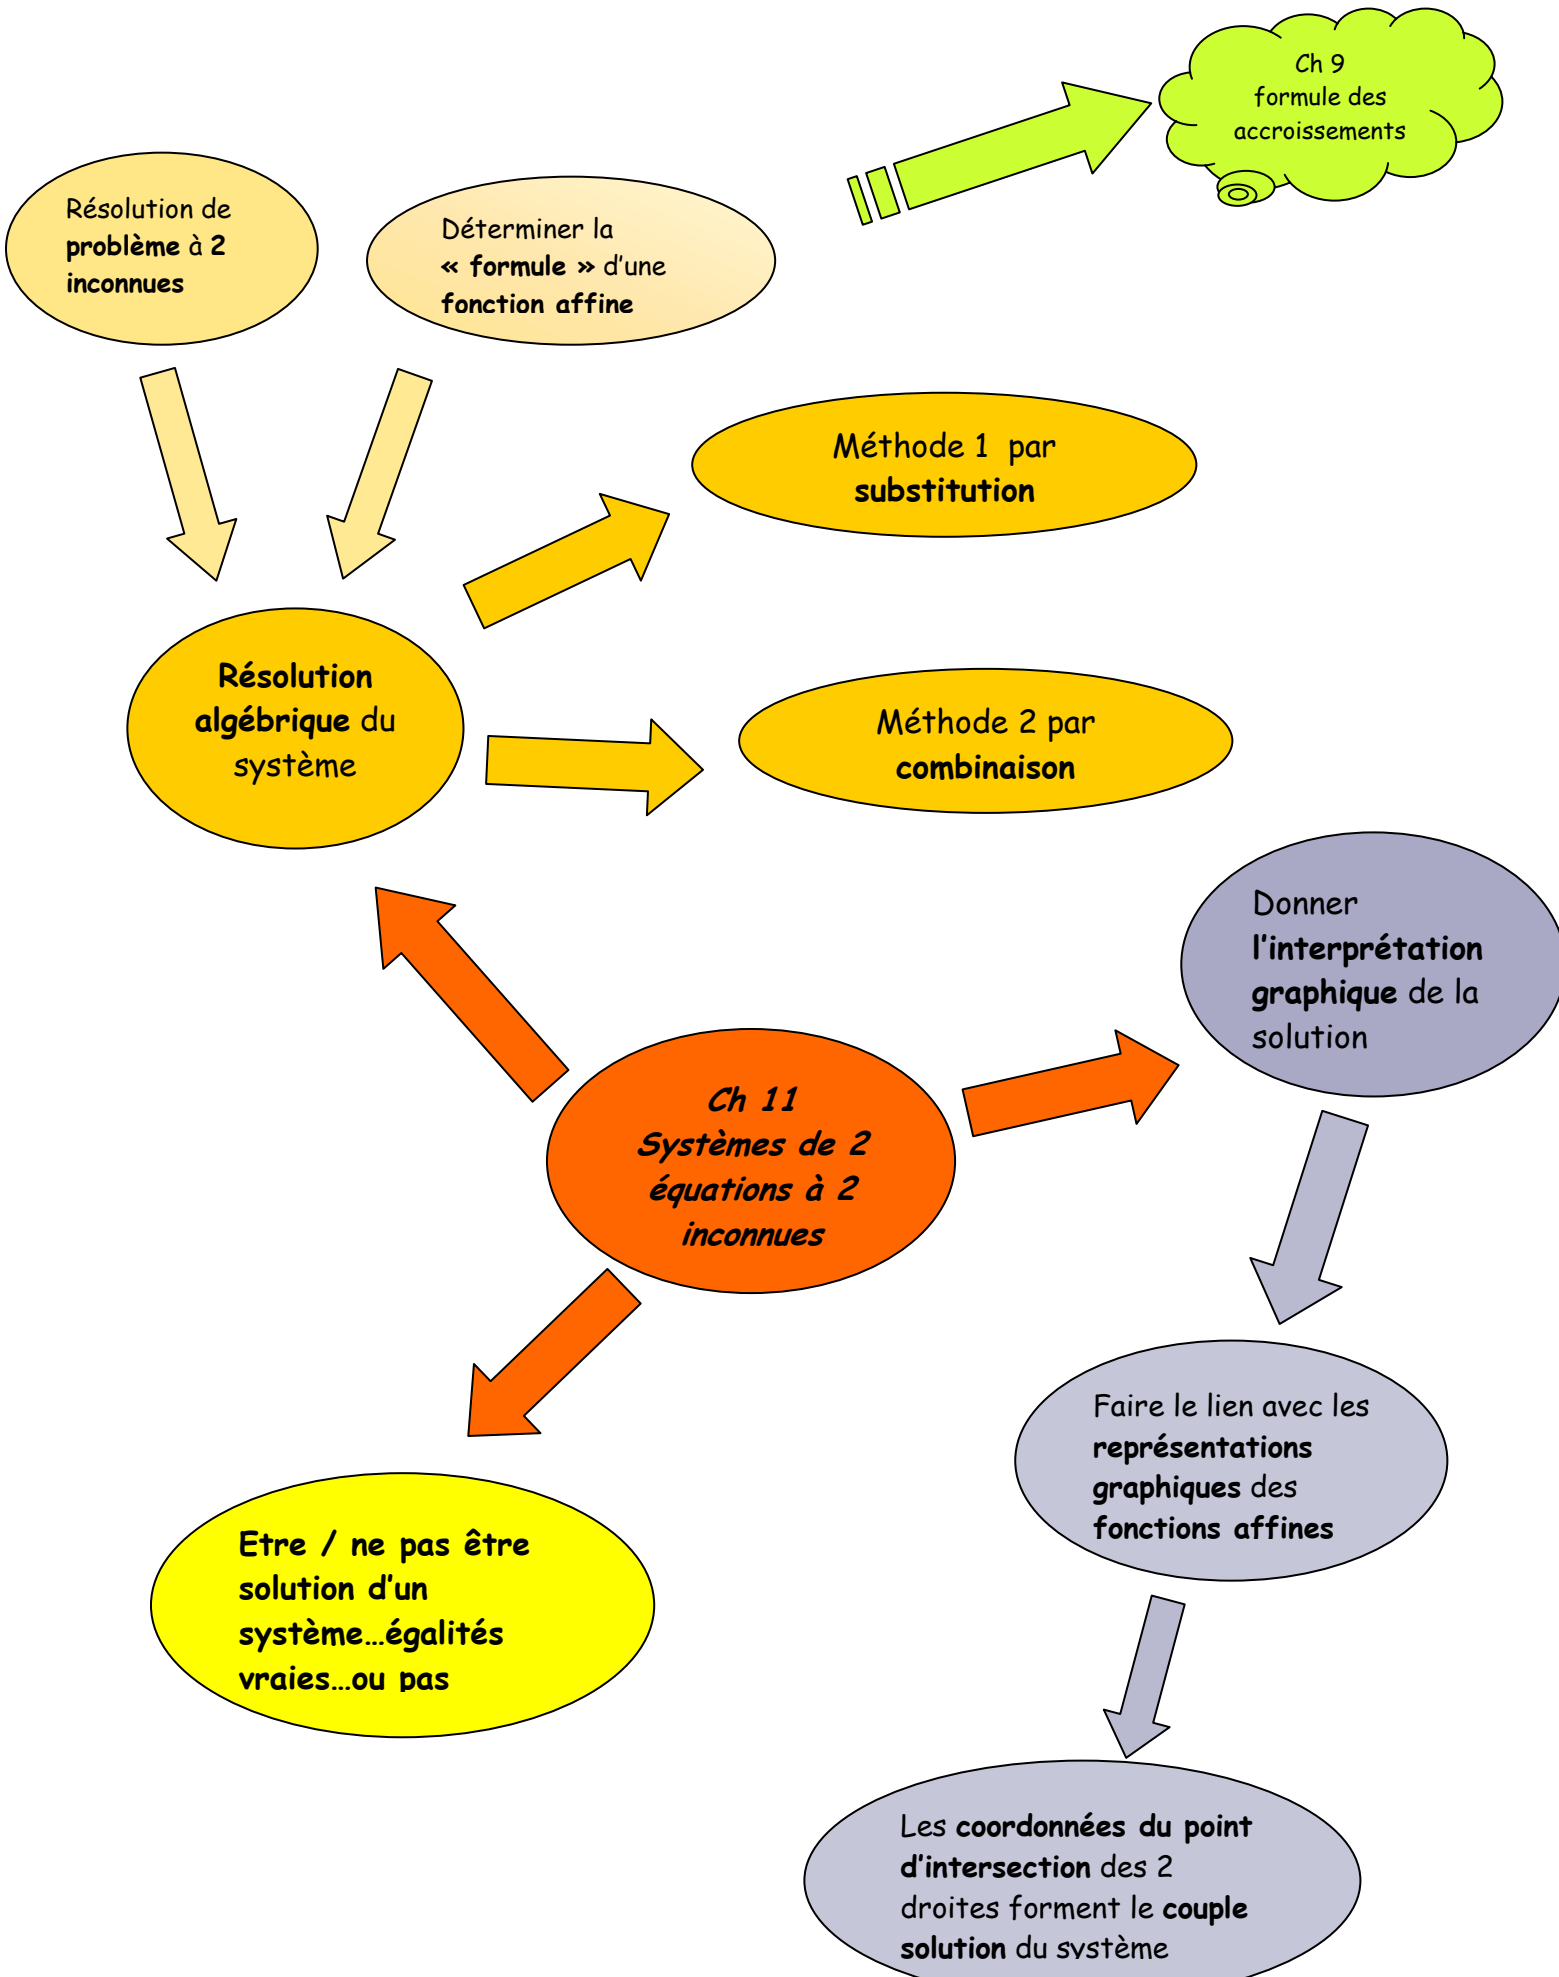 Ch 9
formule des
accroissements
Résolution de
problème à 2
inconnues
Déterminer la
« formule » d'une
fonction affine
Méthode 1 par
substitution
Résolution
algébrique du
système
Méthode 2 par
combinaison
Donner
l'interprétation
graphique de la
solution
Ch 11
Systèmes de 2
équations à 2
inconnues
Faire le lien avec les
représentations
graphiques des
fonctions affines
Etre / ne pas être
solution d'un
système…égalités
vraies…ou pas
Les coordonnées du point
d'intersection des 2
droites forment le couple
solution du système